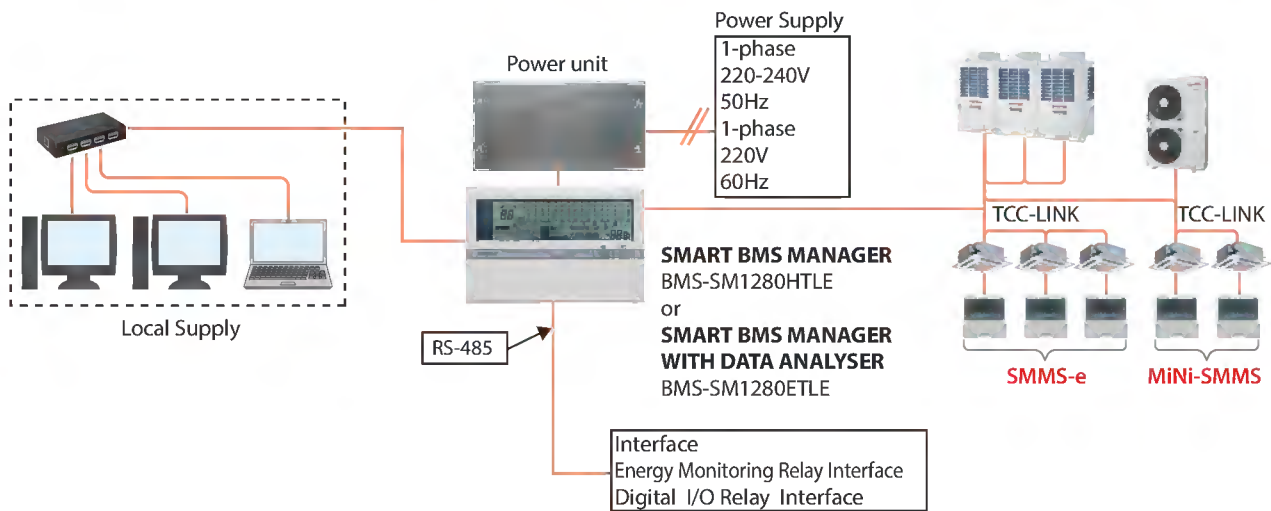 Power Supply
1-phase
220-240V
50Hz
1-phase
220V
60Hz
Power unit
Local Supply
TCC-LINK
TCC-LINK
SMART BMS MANAGER
BMS-SM1280HTLE
or
SMART BMS MANAGER
WITH DATA ANALYSER
BMS-SM1280ETLE
RS-485
SMMS-e
MiNi-SMMS
Interface
Energy Monitoring Relay Interface
Digital I/O Relay Interface